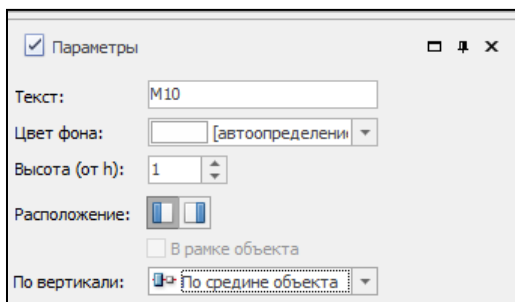 Параметры
Текст: M10
Цвет фона: [автоопределени
Высота (от h): 1
Расположение:
В рамке объекта
По вертикали: По средине объекта